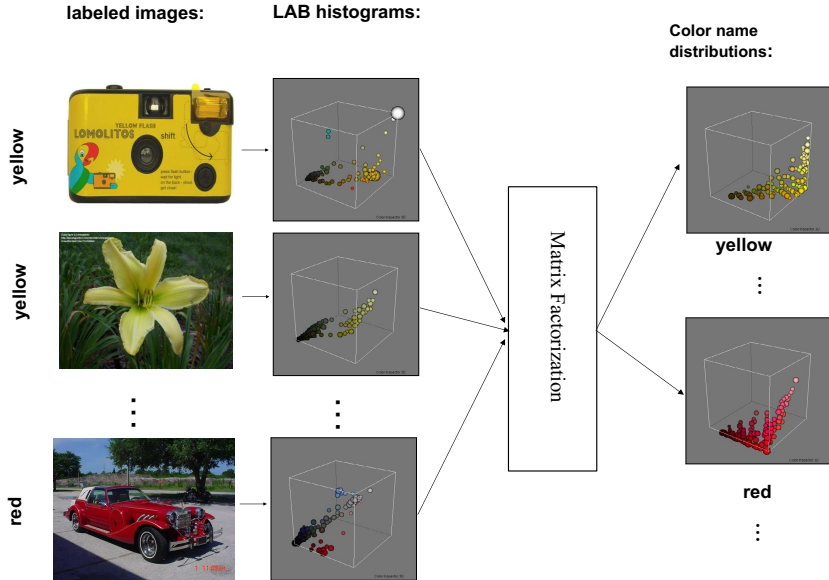 labeled images:
LAB histograms:
Color name
distributions:
yellow
YELLOW FLASH
LOMOLITOS
shift
Matrix Factorization
yellow
yellow
red
red